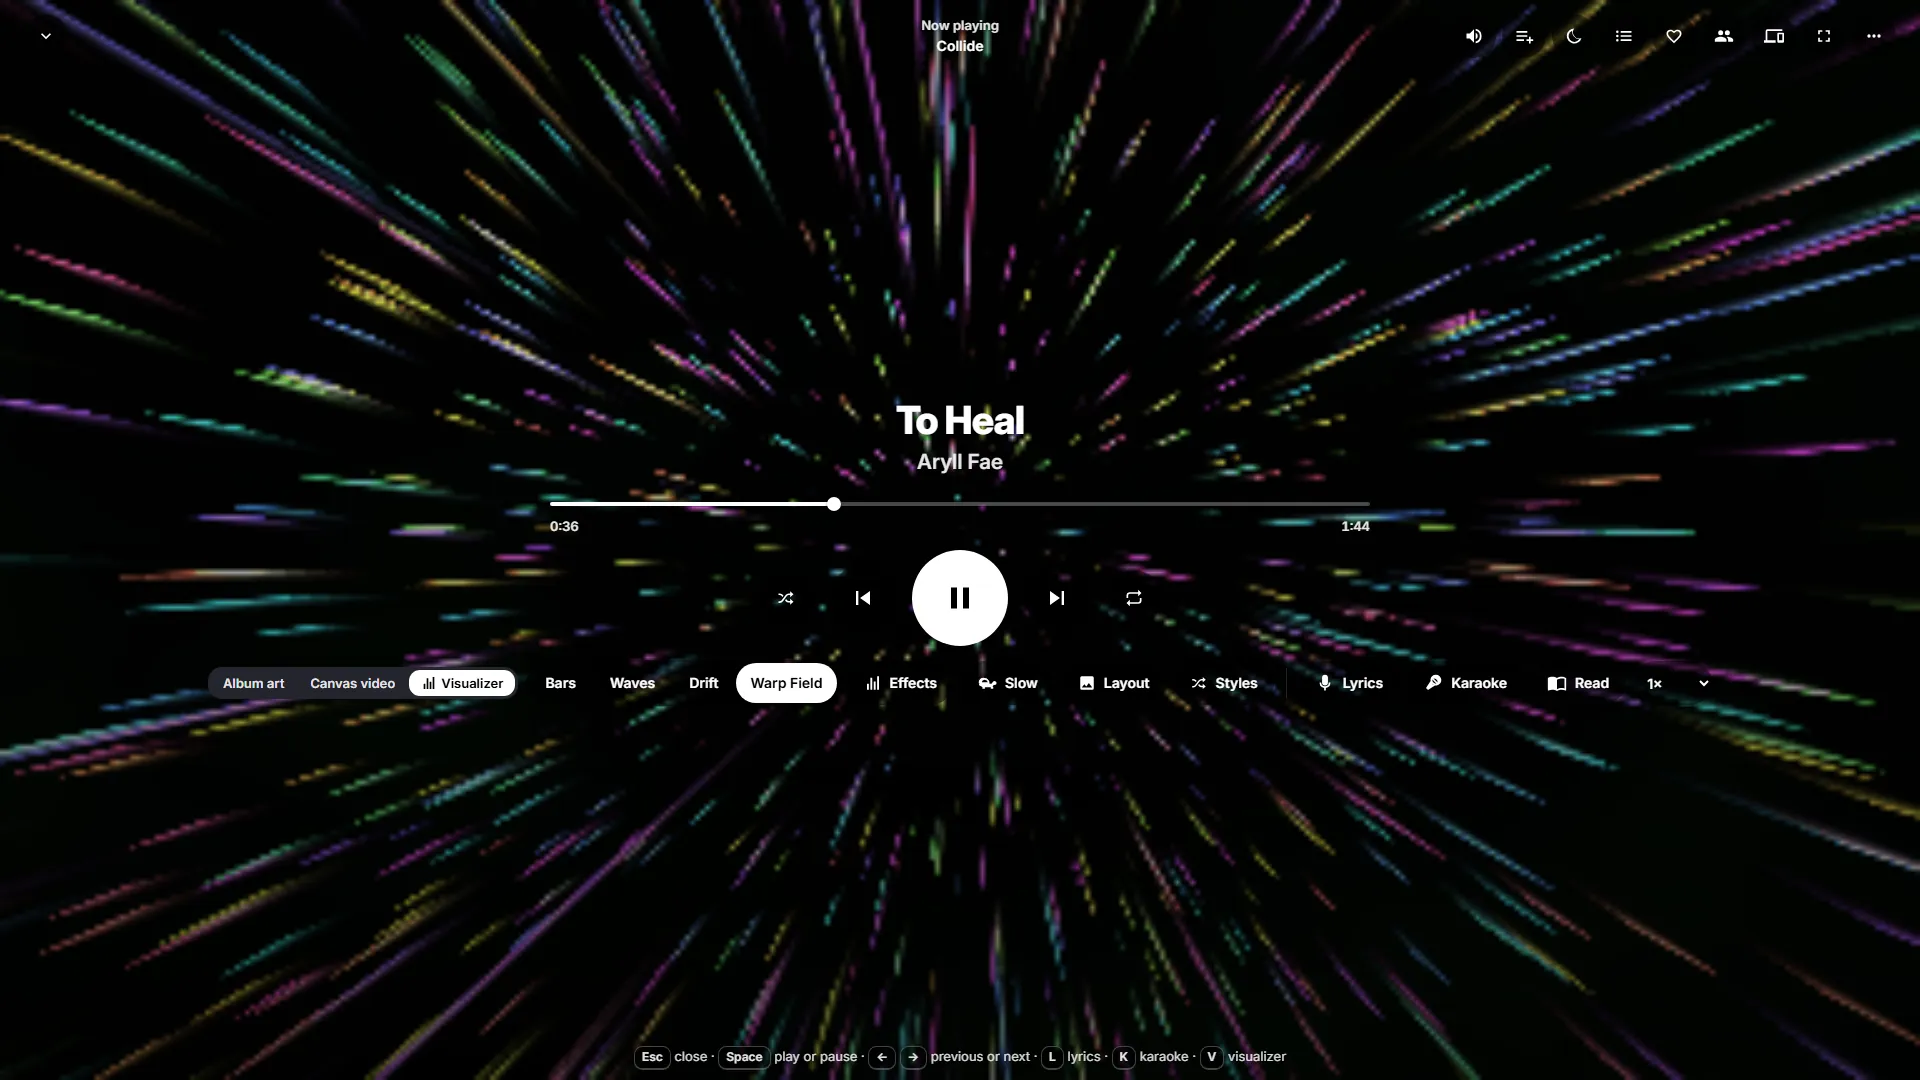 Now playing
Collide
To Heal
Aryll Fae
0:36 1:44
Album art Canvas video Visualizer Bars Waves Drift Warp Field Effects Slow Layout Styles Lyrics Karaoke Read 1×
Esc close · Space play or pause · ← → previous or next · L lyrics · K karaoke · V visualizer